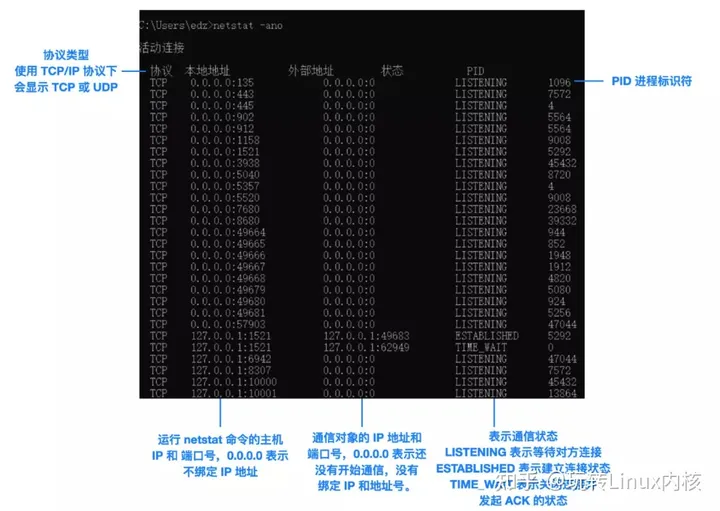 C:\Users\edz>netstat -ano
活动连接
协议 本地地址 外部地址 状态 PID
TCP 0.0.0.0:135 0.0.0.0:0 LISTENING 1096
TCP 0.0.0.0:443 0.0.0.0:0 LISTENING 7572
TCP 0.0.0.0:445 0.0.0.0:0 LISTENING 4
TCP 0.0.0.0:902 0.0.0.0:0 LISTENING 5564
TCP 0.0.0.0:912 0.0.0.0:0 LISTENING 5564
TCP 0.0.0.0:1158 0.0.0.0:0 LISTENING 9008
TCP 0.0.0.0:1521 0.0.0.0:0 LISTENING 5292
TCP 0.0.0.0:3938 0.0.0.0:0 LISTENING 45432
TCP 0.0.0.0:5040 0.0.0.0:0 LISTENING 8720
TCP 0.0.0.0:5357 0.0.0.0:0 LISTENING 4
TCP 0.0.0.0:5520 0.0.0.0:0 LISTENING 9008
TCP 0.0.0.0:7680 0.0.0.0:0 LISTENING 23668
TCP 0.0.0.0:8680 0.0.0.0:0 LISTENING 39332
TCP 0.0.0.0:49664 0.0.0.0:0 LISTENING 944
TCP 0.0.0.0:49665 0.0.0.0:0 LISTENING 852
TCP 0.0.0.0:49666 0.0.0.0:0 LISTENING 1948
TCP 0.0.0.0:49667 0.0.0.0:0 LISTENING 1912
TCP 0.0.0.0:49668 0.0.0.0:0 LISTENING 4820
TCP 0.0.0.0:49679 0.0.0.0:0 LISTENING 5080
TCP 0.0.0.0:49680 0.0.0.0:0 LISTENING 924
TCP 0.0.0.0:49681 0.0.0.0:0 LISTENING 5256
TCP 0.0.0.0:57903 0.0.0.0:0 LISTENING 47044
TCP 127.0.0.1:1521 127.0.0.1:49683 ESTABLISHED 5292
TCP 127.0.0.1:1521 127.0.0.1:62949 TIME_WAIT 0
TCP 127.0.0.1:6942 0.0.0.0:0 LISTENING 47044
TCP 127.0.0.1:8307 0.0.0.0:0 LISTENING 7572
TCP 127.0.0.1:10000 0.0.0.0:0 LISTENING 45432
TCP 127.0.0.1:10001 0.0.0.0:0 LISTENING 13864
协议类型
使用 TCP/IP 协议下
会显示 TCP 或 UDP
PID 进程标识符
运行 netstat 命令的主机
IP 和 端口号，0.0.0.0 表示
不绑定 IP 地址
通信对象的 IP 地址和
端口号，0.0.0.0 表示还
没有开始通信，没有
绑定 IP 和地址号。
表示通信状态
LISTENING 表示等待对方连接
ESTABLISHED 表示建立连接状态
TIME_WAIT 表示
发起 ACK 的状态
知乎 @玩转Linux内核